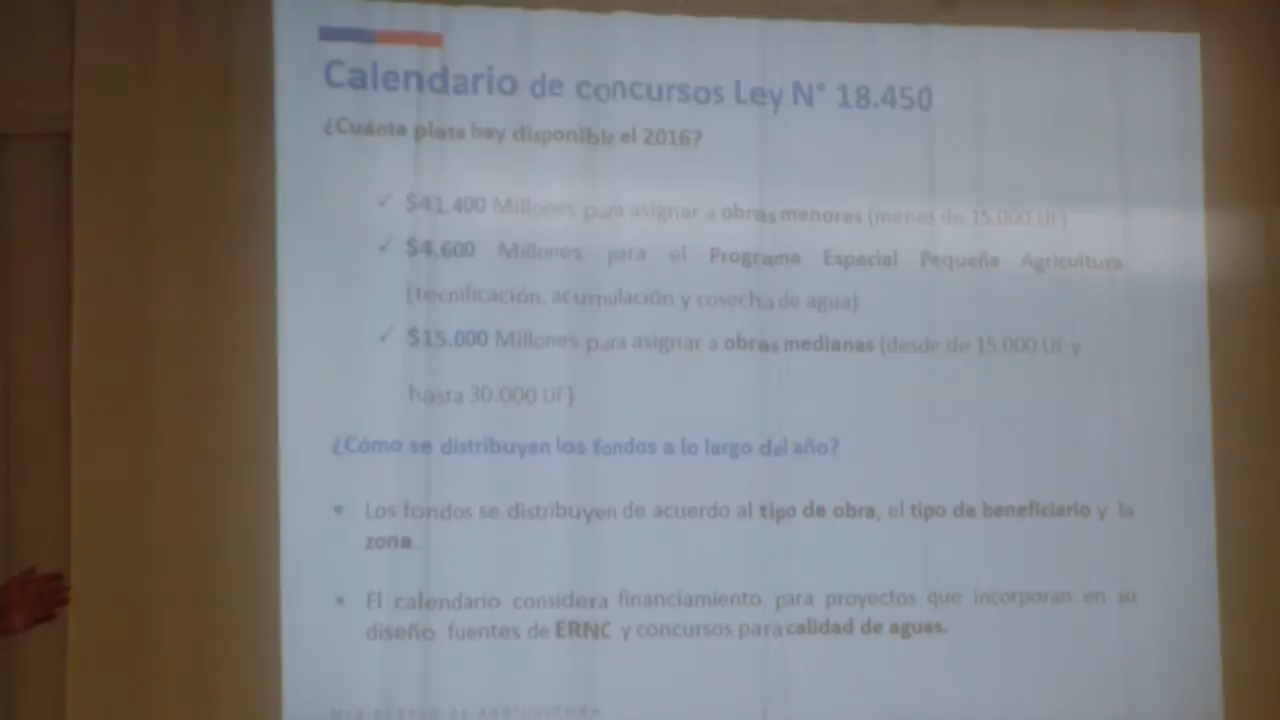 Calendario de concursos Ley N° 18.450
¿Cuánta plata hay disponible el 2016?
✓ $41.400 Millones para asignar a obras menores (menos de 15.000 UF)
✓ $4.600 Millones para el Programa Especial Pequeña Agricultura
(tecnificación, acumulación y cosecha de agua)
✓ $15.000 Millones para asignar a obras medianas (desde de 15.000 UF y
hasta 30.000 UF)
¿Cómo se distribuyen los fondos a lo largo del año?
• Los fondos se distribuyen de acuerdo al tipo de obra, el tipo de beneficiario y la
zona.
• El calendario considera financiamiento para proyectos que incorporan en su
diseño fuentes de ERNC y concursos para calidad de aguas.
MINISTERIO DE AGRICULTURA